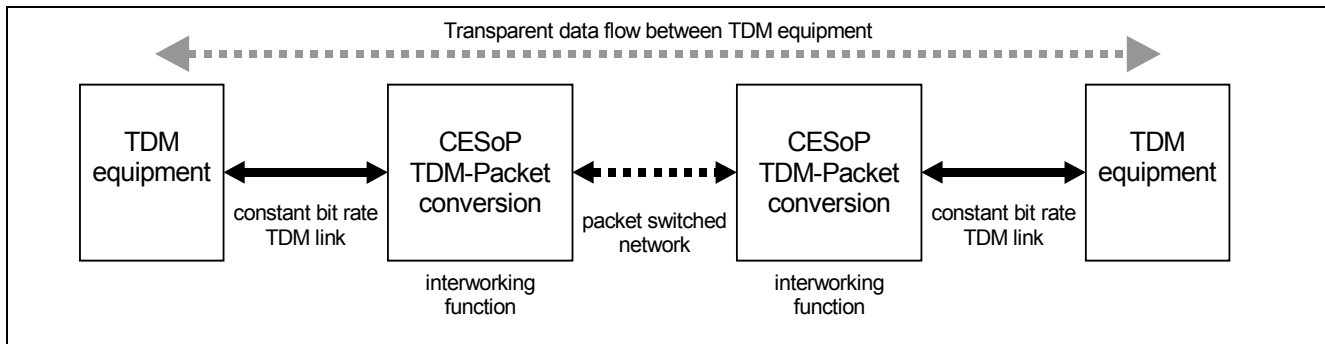 Transparent data flow between TDM equipment
TDM
equipment
constant bit rate
TDM link
CESoP
TDM-Packet
conversion
interworking
function
packet switched
network
CESoP
TDM-Packet
conversion
interworking
function
constant bit rate
TDM link
TDM
equipment